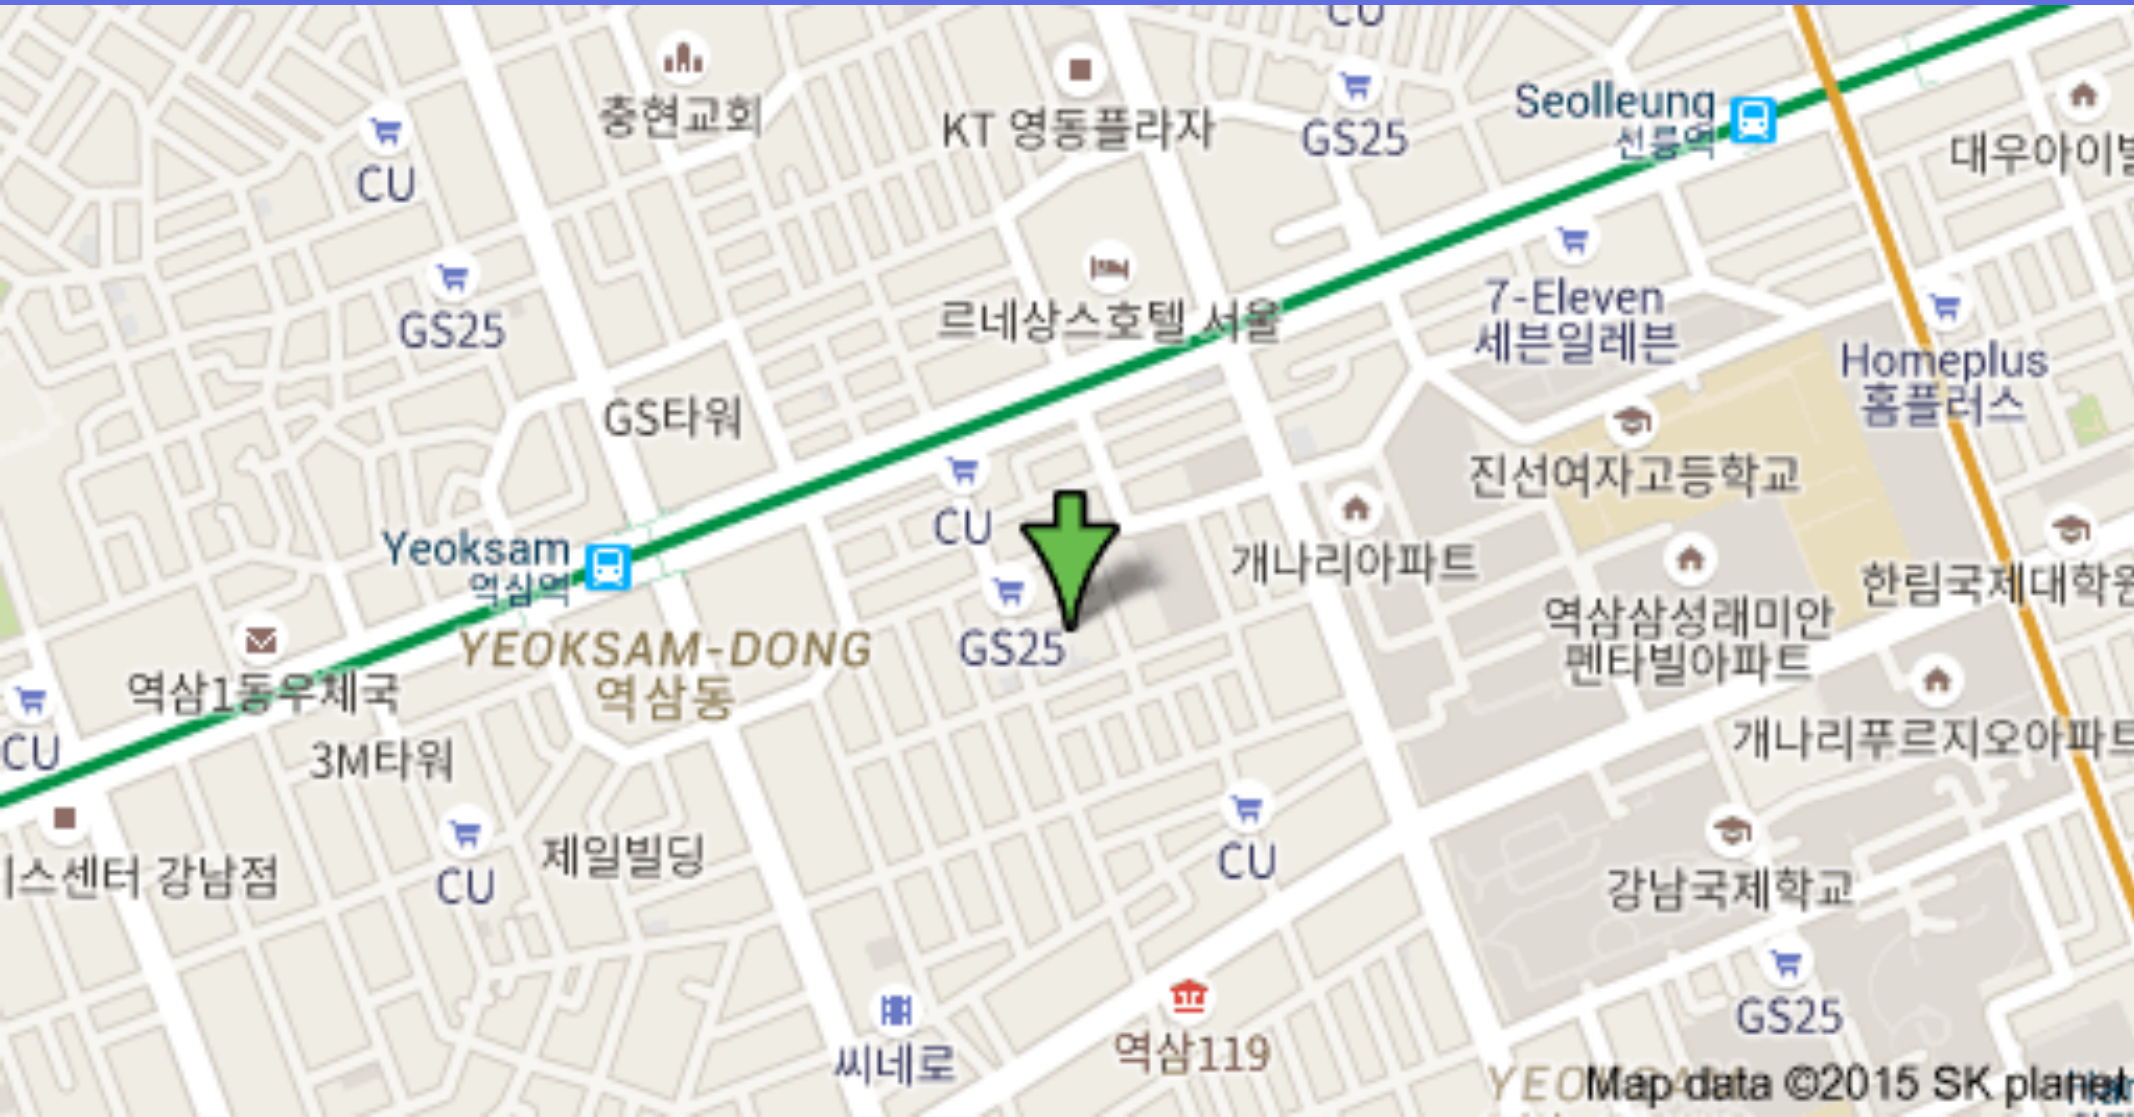 CU
충현교회
KT 영동플라자
GS25
Seolleung
선릉역
대우아이빌
CU
GS25
르네상스호텔 서울
7-Eleven
세븐일레븐
Homeplus
홈플러스
GS타워
진선여자고등학교
CU
Yeoksam
역삼역
개나리아파트
한림국제대학원
GS25
역삼삼성래미안
펜타빌아파트
YEOKSAM-DONG
역삼동
역삼1동우체국
CU
3M타워
개나리푸르지오아파트
스센터 강남점
CU
제일빌딩
CU
강남국제학교
GS25
씨네로
역삼119
Map data ©2015 SK planet